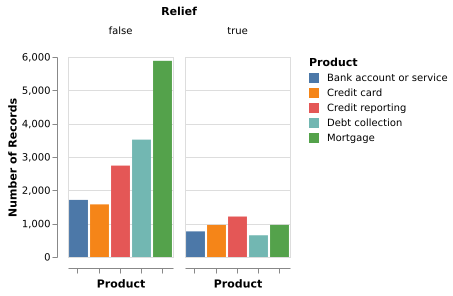 Relief
false true
6,000
5,000
4,000
3,000
2,000
1,000
0
Number of Records
Product Product
Product
Bank account or service
Credit card
Credit reporting
Debt collection
Mortgage